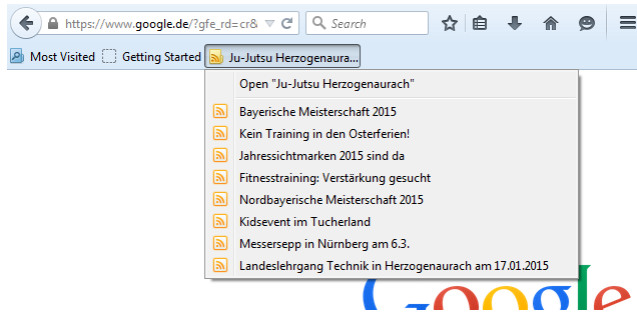 https://www.google.de/?gfe_rd=cr&
Search
Most Visited
Getting Started
Ju-Jutsu Herzogenaura...
Open "Ju-Jutsu Herzogenaurach"
Bayerische Meisterschaft 2015
Kein Training in den Osterferien!
Jahressichtmarken 2015 sind da
Fitnesstraining: Verstärkung gesucht
Nordbayerische Meisterschaft 2015
Kidsevent im Tucherland
Messersepp in Nürnberg am 6.3.
Landeslehrgang Technik in Herzogenaurach am 17.01.2015
Google